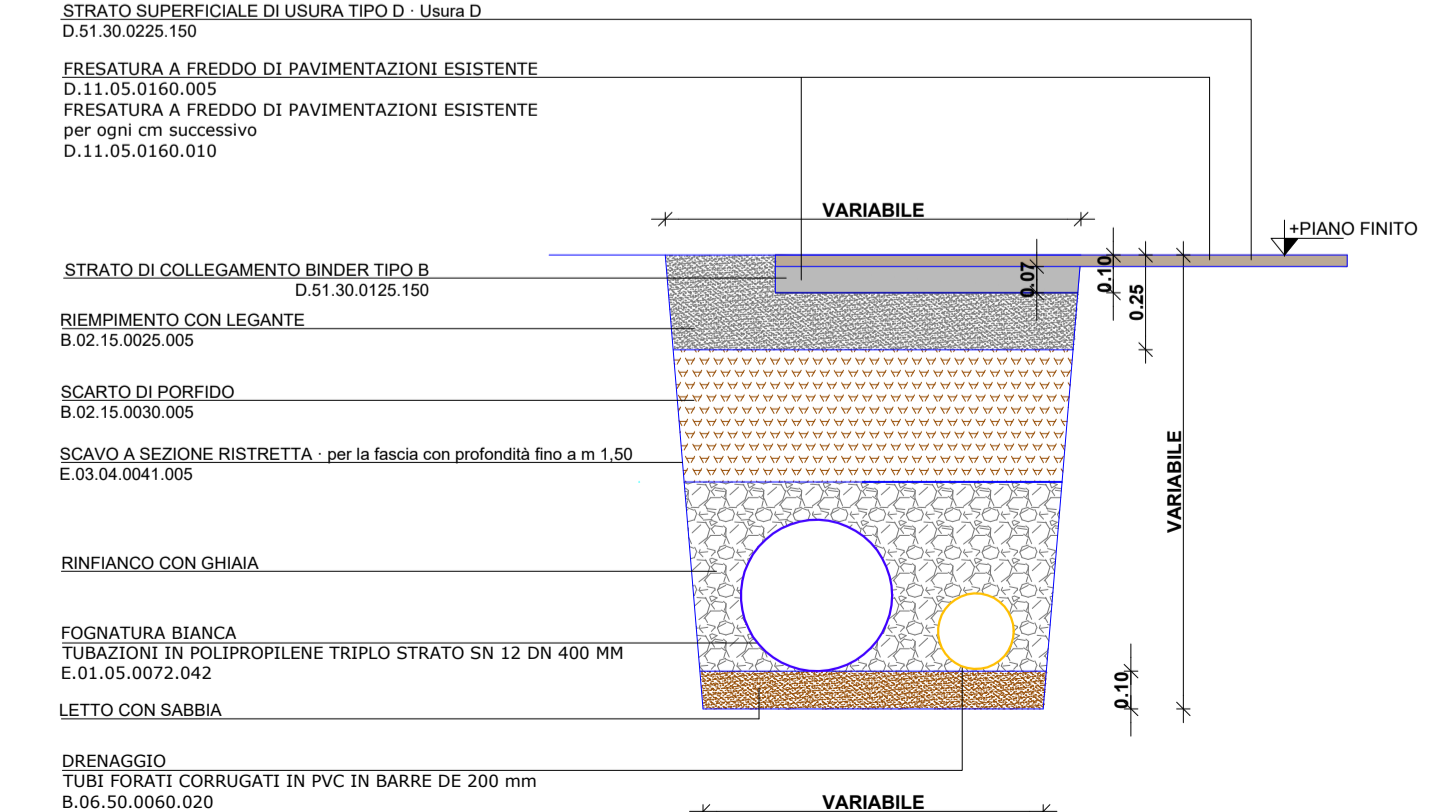 STRATO SUPERFICIALE DI USURA TIPO D · Usura D
D.51.30.0225.150
FRESATURA A FREDDO DI PAVIMENTAZIONI ESISTENTE
D.11.05.0160.005
FRESATURA A FREDDO DI PAVIMENTAZIONI ESISTENTE
per ogni cm successivo
D.11.05.0160.010
VARIABILE
+PIANO FINITO
STRATO DI COLLEGAMENTO BINDER TIPO B
D.51.30.0125.150
0.07
0.10
0.25
RIEMPIMENTO CON LEGANTE
B.02.15.0025.005
SCARTO DI PORFIDO
B.02.15.0030.005
SCAVO A SEZIONE RISTRETTA · per la fascia con profondità fino a m 1,50
E.03.04.0041.005
VARIABILE
RINFIANCO CON GHIAIA
FOGNATURA BIANCA
TUBAZIONI IN POLIPROPILENE TRIPLO STRATO SN 12 DN 400 MM
E.01.05.0072.042
0.10
LETTO CON SABBIA
DRENAGGIO
TUBI FORATI CORRUGATI IN PVC IN BARRE DE 200 mm
B.06.50.0060.020
VARIABILE